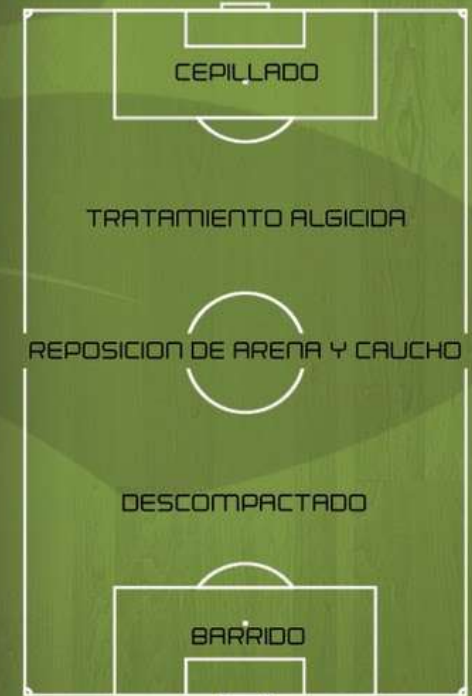 CEPILLADO
TRATAMIENTO ALGICIDA
REPOSICION DE ARENA Y CAUCHO
DESCOMPACTADO
BARRIDO